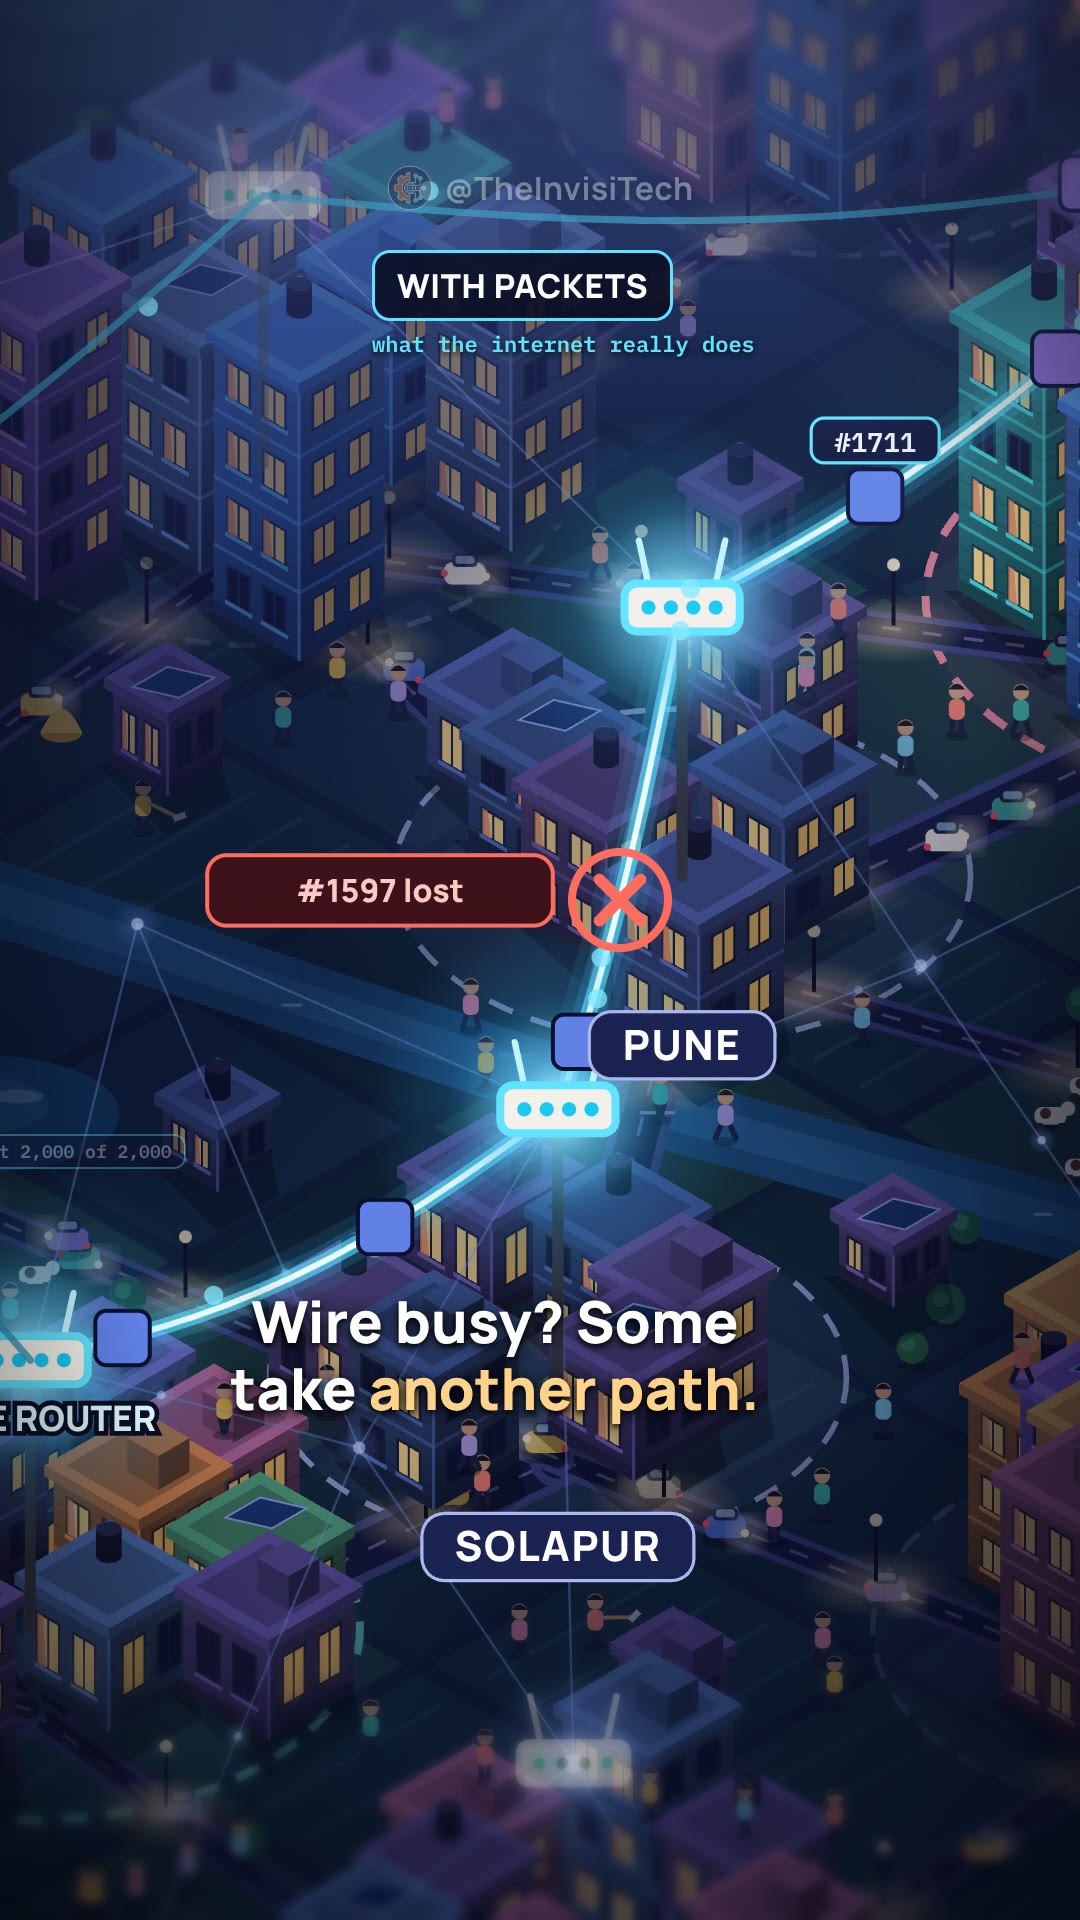 @TheInvisiTech
WITH PACKETS
what the internet really does
#1711
#1597 lost
PUNE
t 2,000 of 2,000
Wire busy? Some
take another path.
E ROUTER
SOLAPUR